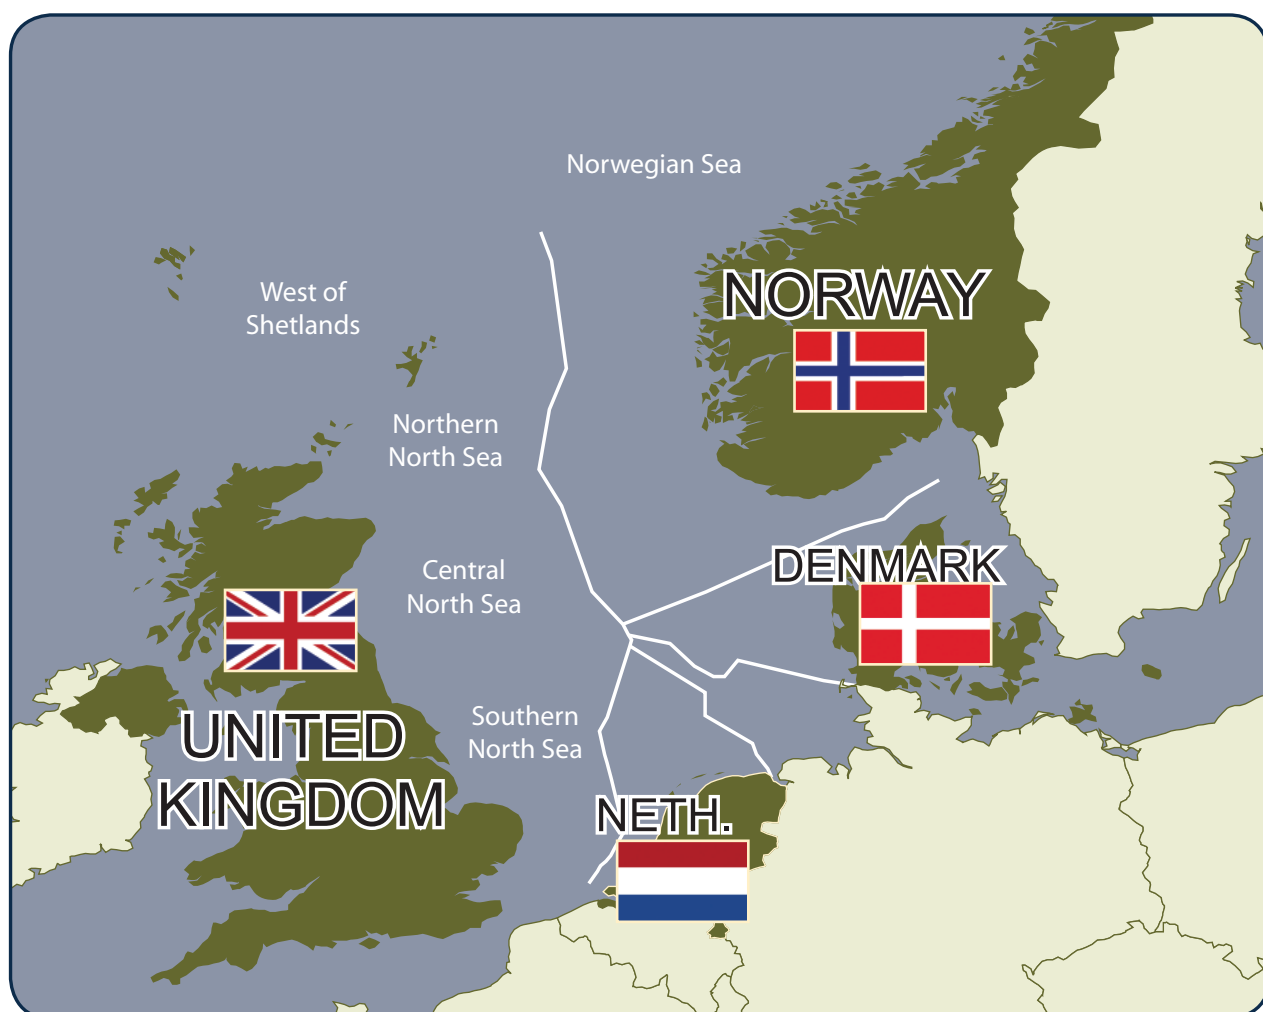 Norwegian Sea
West of
Shetlands
NORWAY
Northern
North Sea
Central
North Sea
DENMARK
UNITED
KINGDOM
Southern
North Sea
NETH.